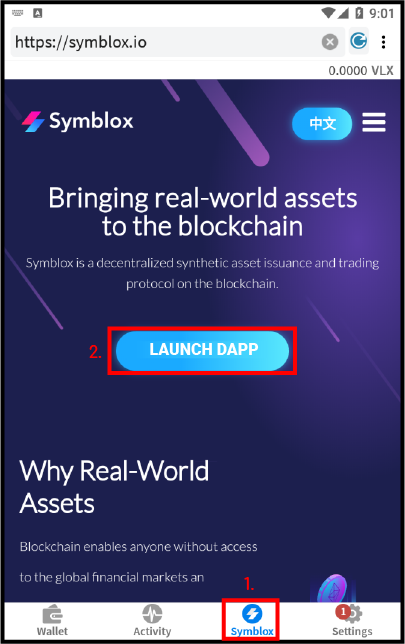 9:01
https://symblox.io
0.0000 VLX
Symblox
中文
Bringing real-world assets
to the blockchain
Symblox is a decentralized synthetic asset issuance and trading
protocol on the blockchain.
2.
LAUNCH DAPP
Why Real-World
Assets
Blockchain enables anyone without access
to the global financial markets an
1.
1
Wallet
Activity
Symblox
Settings